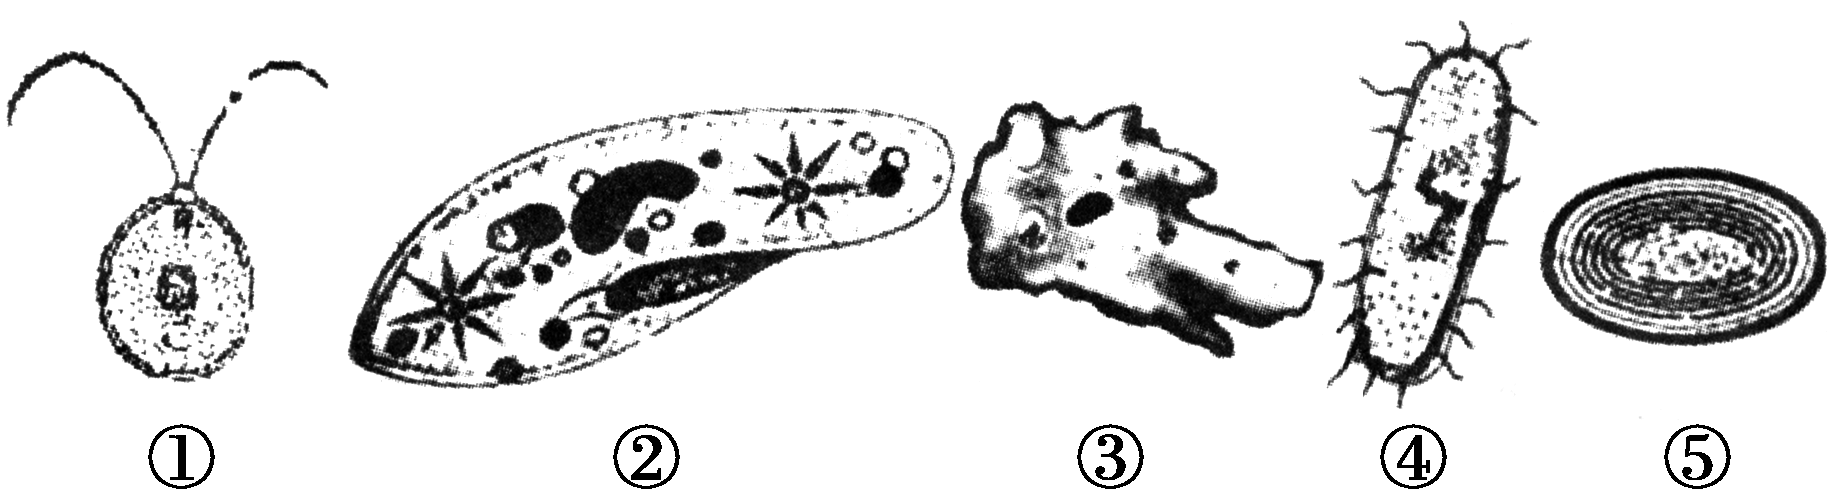 ① ② ③ ④ ⑤